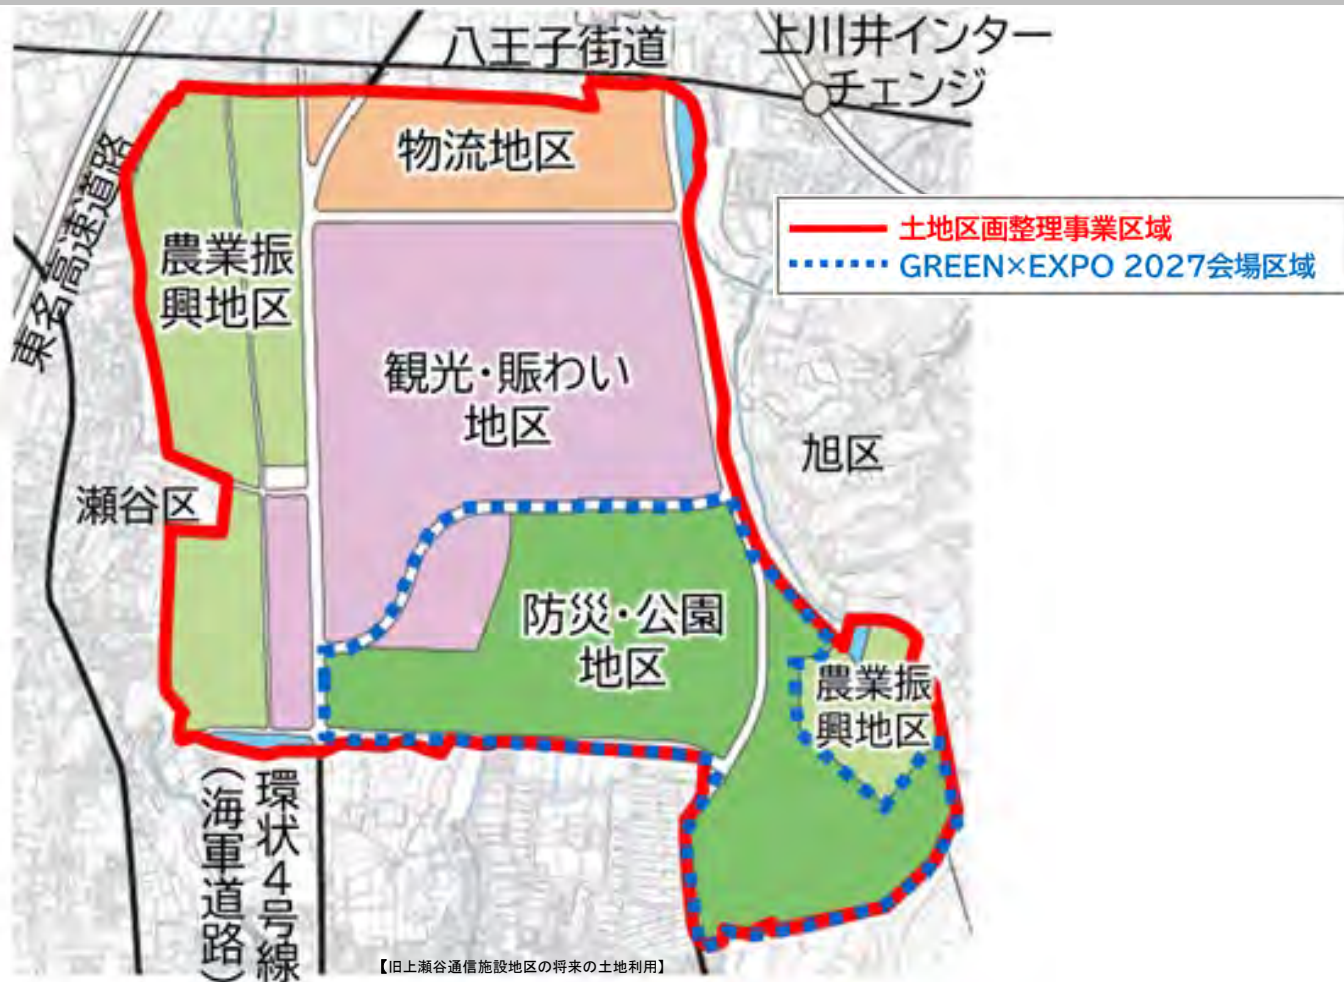 八王子街道
上川井インター
チェンジ
東名高速道路
物流地区
土地区画整理事業区域
GREEN×EXPO 2027会場区域
農業振
興地区
観光・賑わい
地区
旭区
瀬谷区
防災・公園
地区
農業振
興地区
環状4号線
(海軍道路)
【旧上瀬谷通信施設地区の将来の土地利用】